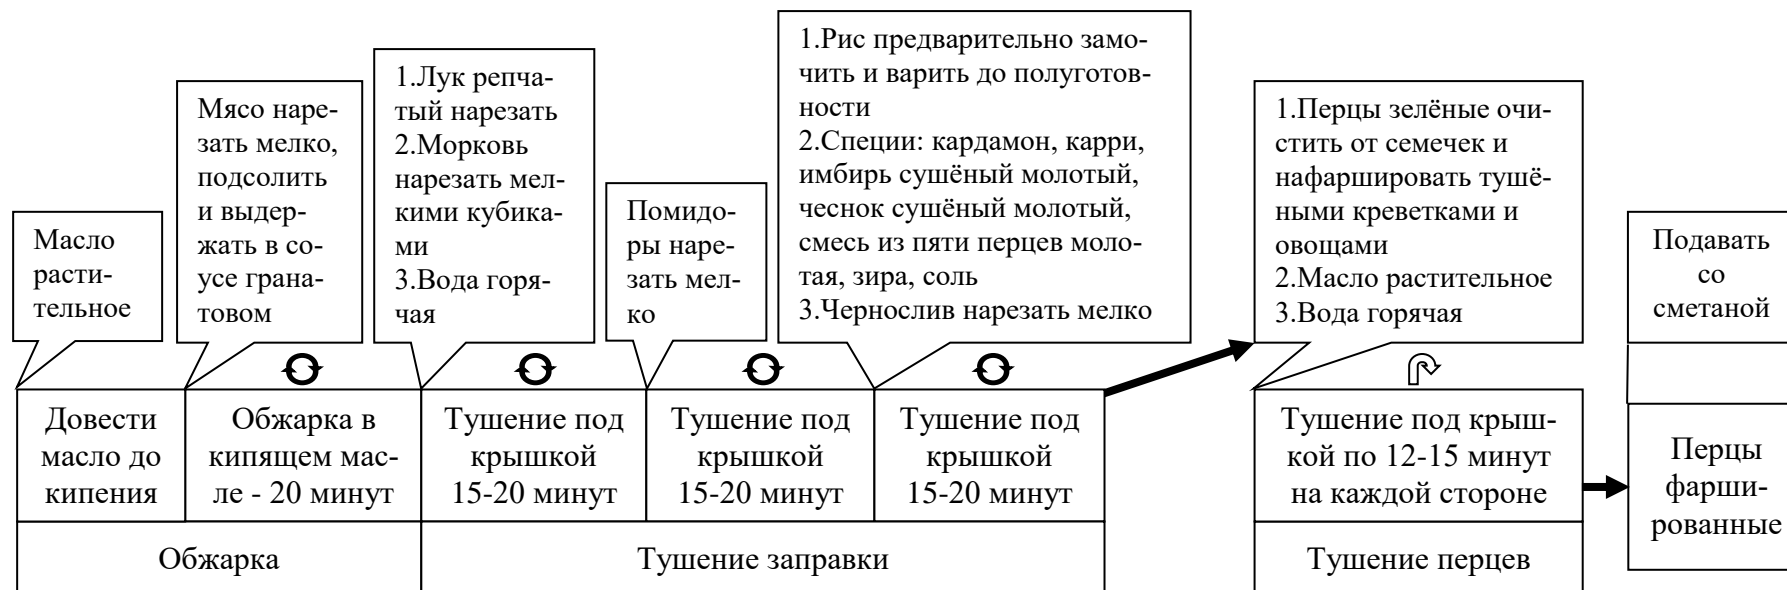 Масло
расти-
тельное
Мясо наре-
зать мелко,
подсолить
и выдер-
жать в со-
усе грана-
товом
1.Лук репча-
тый нарезать
2.Морковь
нарезать мел-
кими кубика-
ми
3.Вода горя-
чая
Помидо-
ры наре-
зать мел-
ко
1.Рис предварительно замо-
чить и варить до полуготов-
ности
2.Специи: кардамон, карри,
имбирь сушёный молотый,
чеснок сушёный молотый,
смесь из пяти перцев моло-
тая, зира, соль
3.Чернослив нарезать мелко
1.Перцы зелёные очи-
стить от семечек и
нафаршировать тушё-
ными креветками и
овощами
2.Масло растительное
3.Вода горячая
Подавать
со
сметаной
Довести
масло до
кипения
Обжарка в
кипящем мас-
ле - 20 минут
Тушение под
крышкой
15-20 минут
Тушение под
крышкой
15-20 минут
Тушение под
крышкой
15-20 минут
Тушение под крыш-
кой по 12-15 минут
на каждой стороне
Перцы
фарши-
рованные
Обжарка
Тушение заправки
Тушение перцев